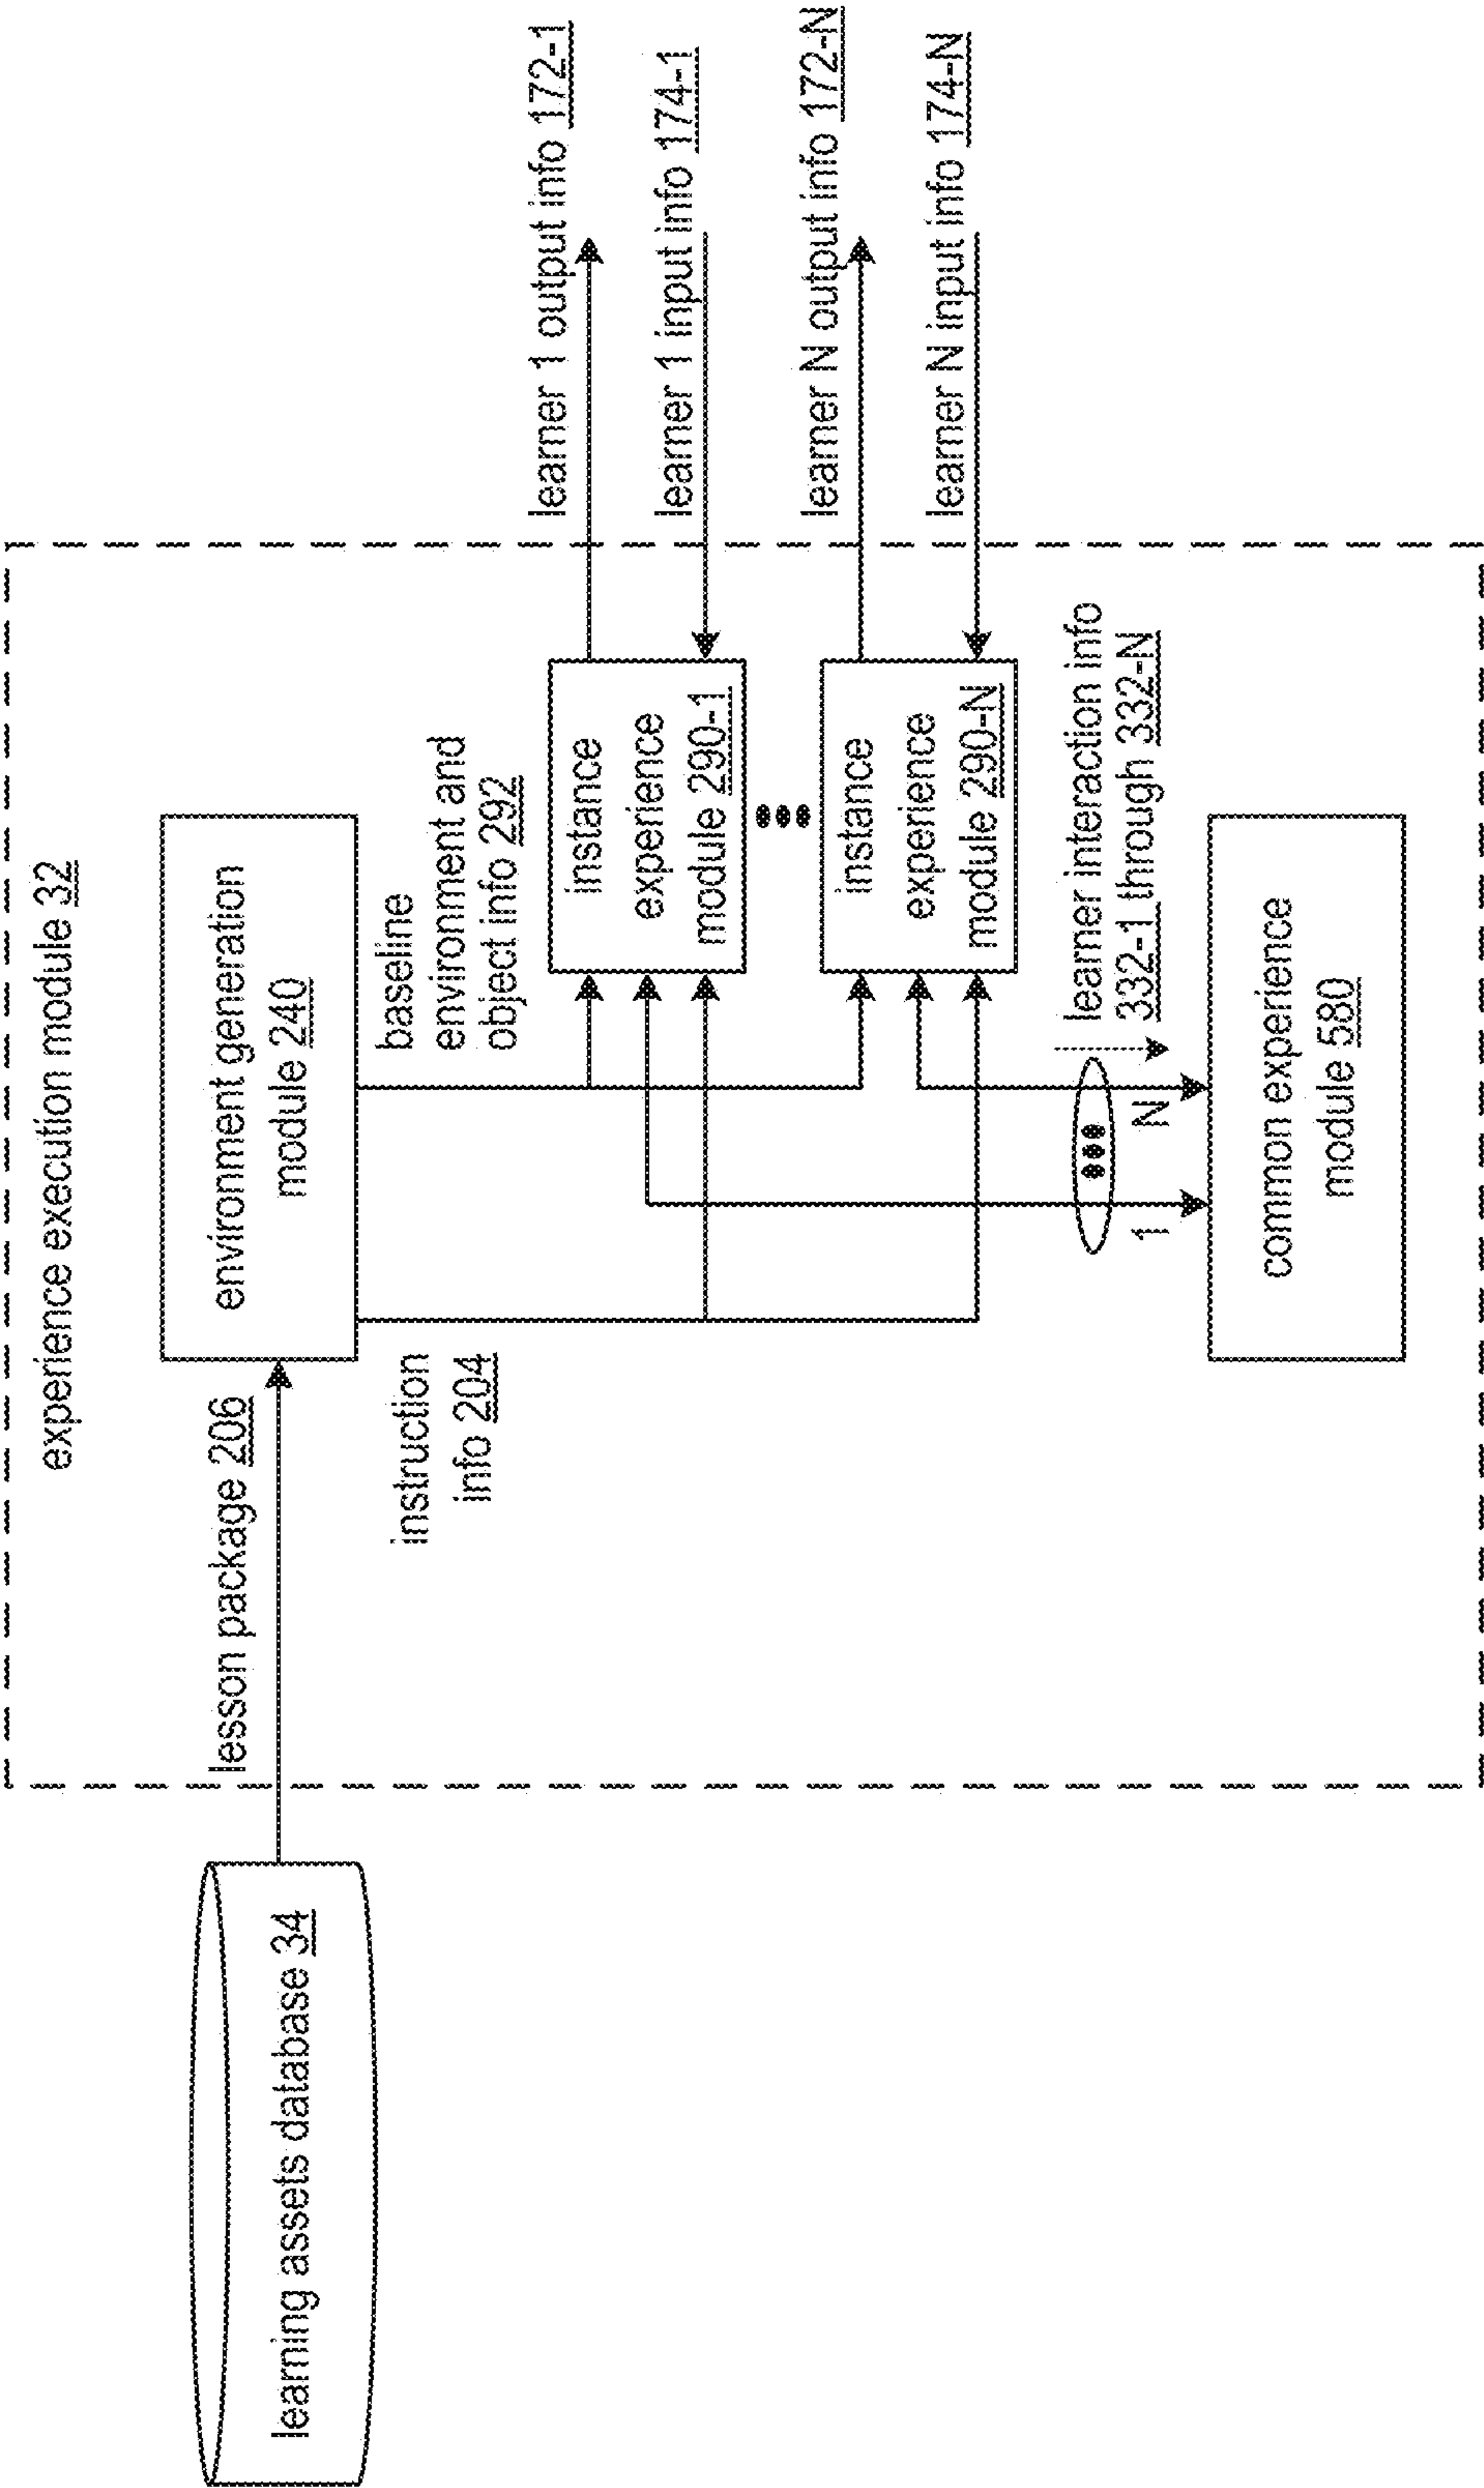 experience execution module 32
learning assets database 34
lesson package 206
environment generation
module 240
instruction
info 204
baseline
environment and
object info 292
instance
experience
module 290-1
learner 1 output info 172-1
learner 1 input info 174-1
instance
experience
module 290-N
learner N output info 172-N
learner N input info 174-N
learner interaction info
332-1 through 332-N
1
N
common experience
module 580